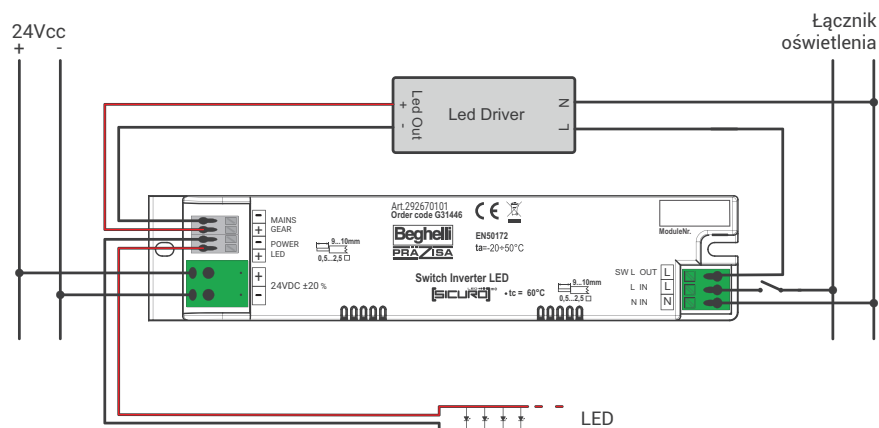 24Vcc
+ -
Łącznik
oświetlenia
Led Out
+
-
Led Driver
N
L
Art.292670101
Order code G31446
Beghelli
PRÄZISA
EN50172
ta=-20÷50°C
ModuleNr.
-
+
-
+
MAINS
GEAR
POWER
LED
9...10mm
0,5...2,5
+
-
24VDC ±20 %
Switch Inverter LED
SICURO
• tc = 60°C
9...10mm
0,5...2,5
SW L OUT L
L IN L
N IN N
LED